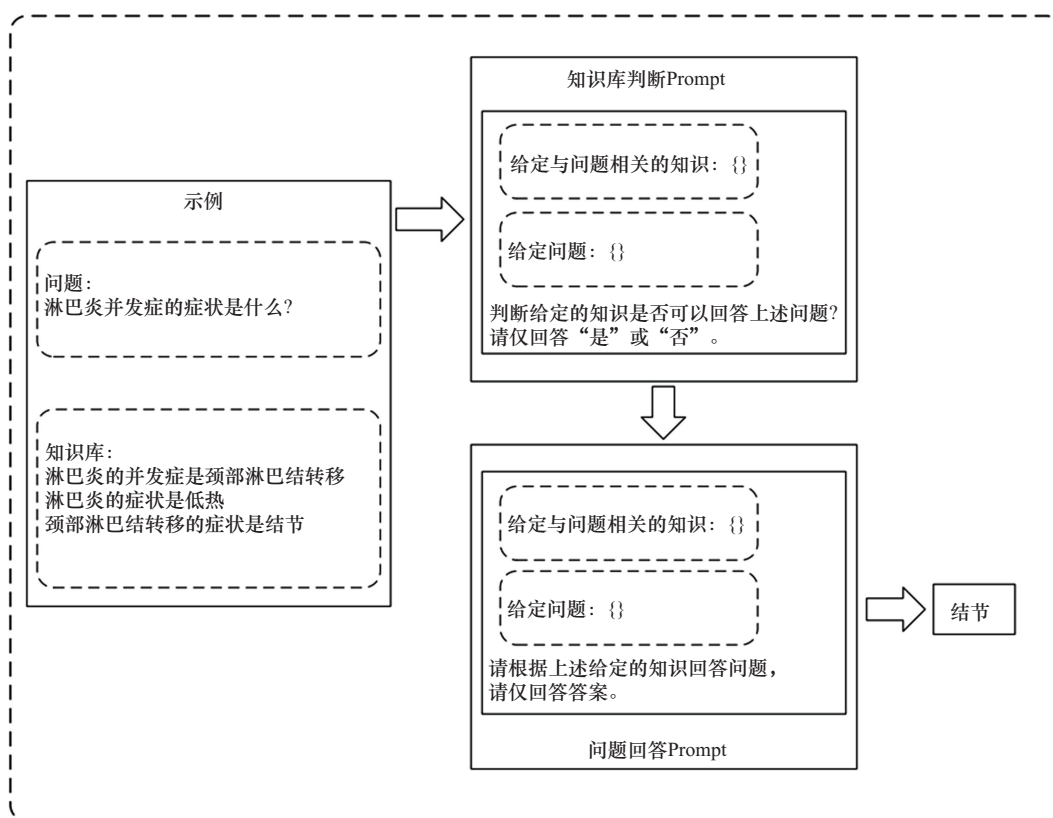 示例
问题:
淋巴炎并发症的症状是什么?
知识库:
淋巴炎的并发症是颈部淋巴结转移
淋巴炎的症状是低热
颈部淋巴结转移的症状是结节
知识库判断Prompt
给定与问题相关的知识: {}
给定问题: {}
判断给定的知识是否可以回答上述问题?
请仅回答“是”或“否”。
给定与问题相关的知识: {}
给定问题: {}
请根据上述给定的知识回答问题,
请仅回答答案。
问题回答Prompt
结节